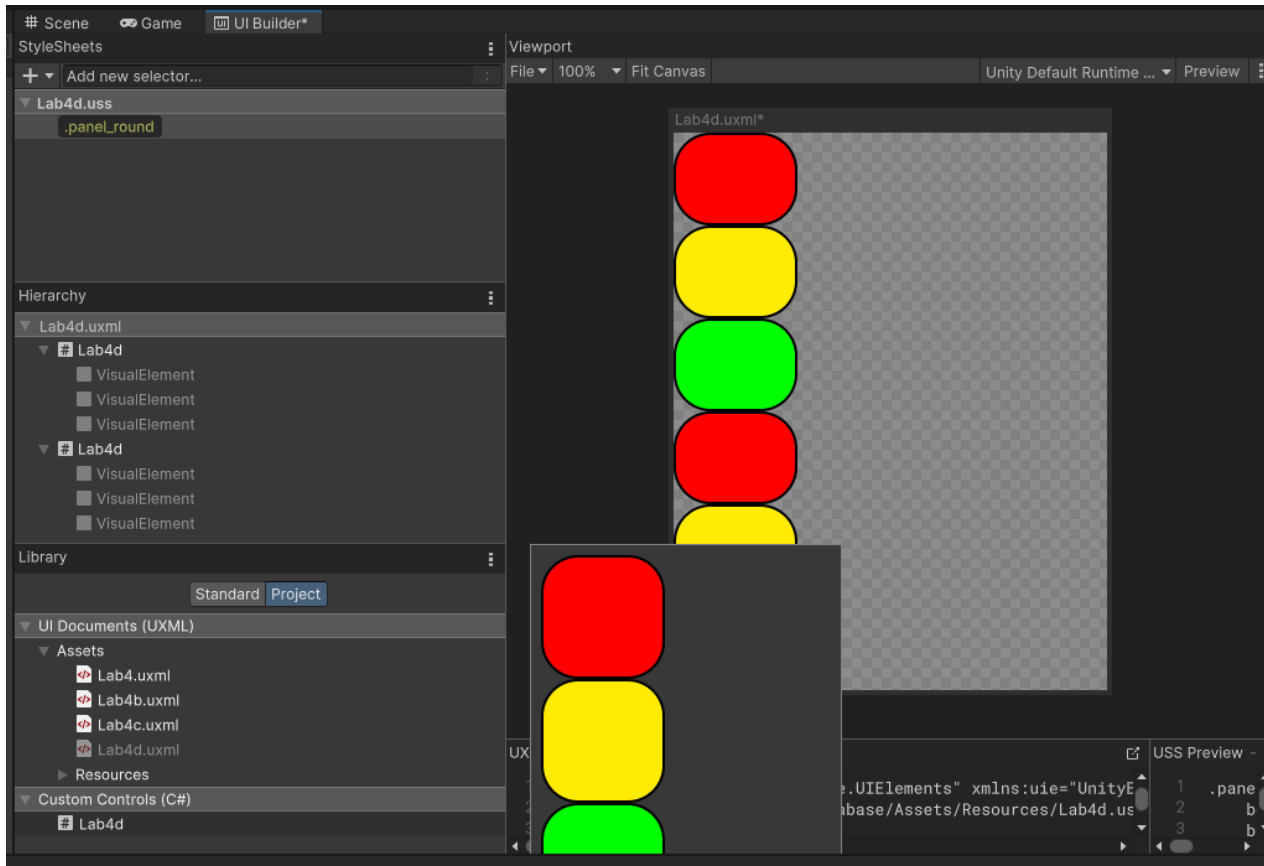 Scene Game UI Builder*
StyleSheets
Add new selector...
Lab4d.uss
.panel_round
Hierarchy
Lab4d.uxml
Lab4d
VisualElement
VisualElement
VisualElement
Lab4d
VisualElement
VisualElement
VisualElement
Library
Standard Project
UI Documents (UXML)
Assets
Lab4.uxml
Lab4b.uxml
Lab4c.uxml
Lab4d.uxml
Resources
Custom Controls (C#)
Lab4d
Viewport
File 100% Fit Canvas Unity Default Runtime ... Preview
Lab4d.uxml*
UX
e.UIElements" xmlns:uie="UnityE
abase/Assets/Resources/Lab4d.us
USS Preview -
1 .pane
2 b
3 b